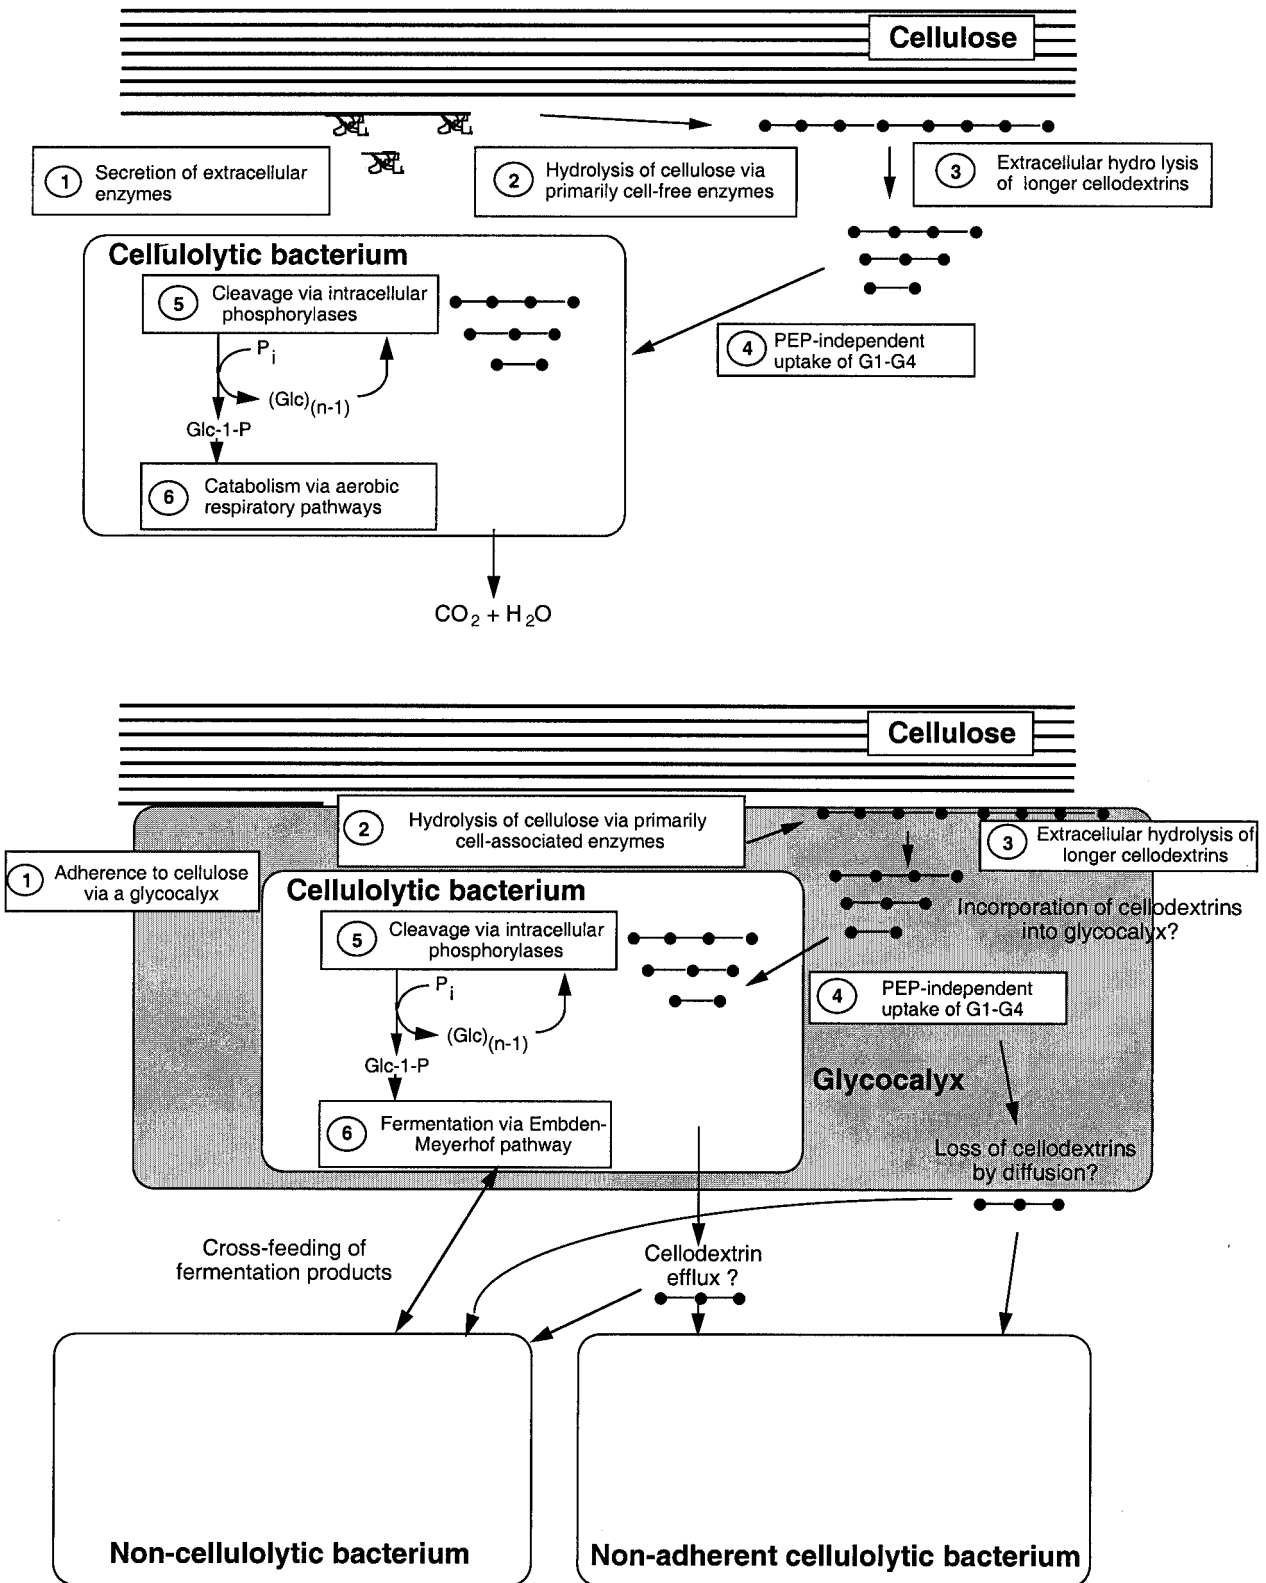 Cellulose
1 Secretion of extracellular
enzymes
2 Hydrolysis of cellulose via
primarily cell-free enzymes
3 Extracellular hydro lysis
of longer cellodextrins
Cellulolytic bacterium
5 Cleavage via intracellular
phosphorylases
4 PEP-independent
uptake of G1-G4
Pi
(Glc)(n-1)
Glc-1-P
6 Catabolism via aerobic
respiratory pathways
CO2 + H2O
Cellulose
2 Hydrolysis of cellulose via primarily
cell-associated enzymes
3 Extracellular hydrolysis of
longer cellodextrins
1 Adherence to cellulose
via a glycocalyx
Cellulolytic bacterium
Incorporation of cellodextrins
into glycocalyx?
5 Cleavage via intracellular
phosphorylases
4 PEP-independent
uptake of G1-G4
Pi
(Glc)(n-1)
Glc-1-P
Glycocalyx
6 Fermentation via Embden-
Meyerhof pathway
Loss of cellodextrins
by diffusion?
Cross-feeding of
fermentation products
Cellodextrin
efflux ?
Non-cellulolytic bacterium
Non-adherent cellulolytic bacterium